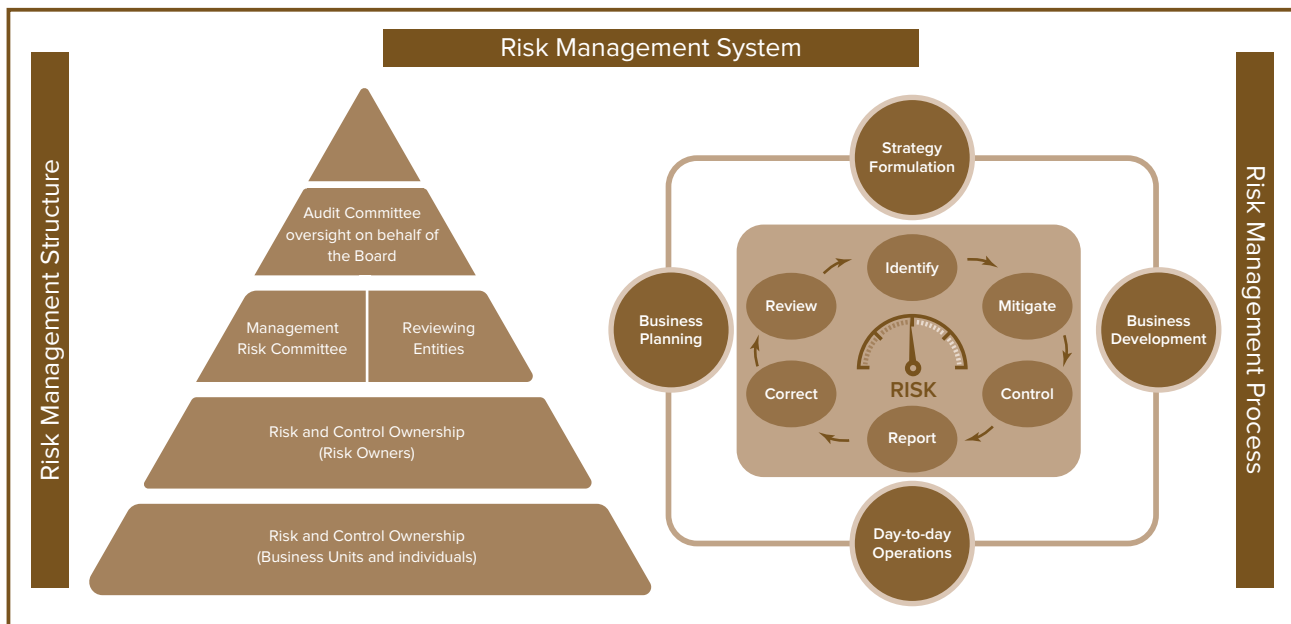 Risk Management System
Risk Management Structure
Audit Committee
oversight on behalf of
the Board
Management
Risk Committee
Reviewing
Entities
Risk and Control Ownership
(Risk Owners)
Risk and Control Ownership
(Business Units and individuals)
Strategy
Formulation
Business
Planning
Business
Development
Day-to-day
Operations
Identify
Mitigate
Control
Report
Correct
Review
RISK
Risk Management Process